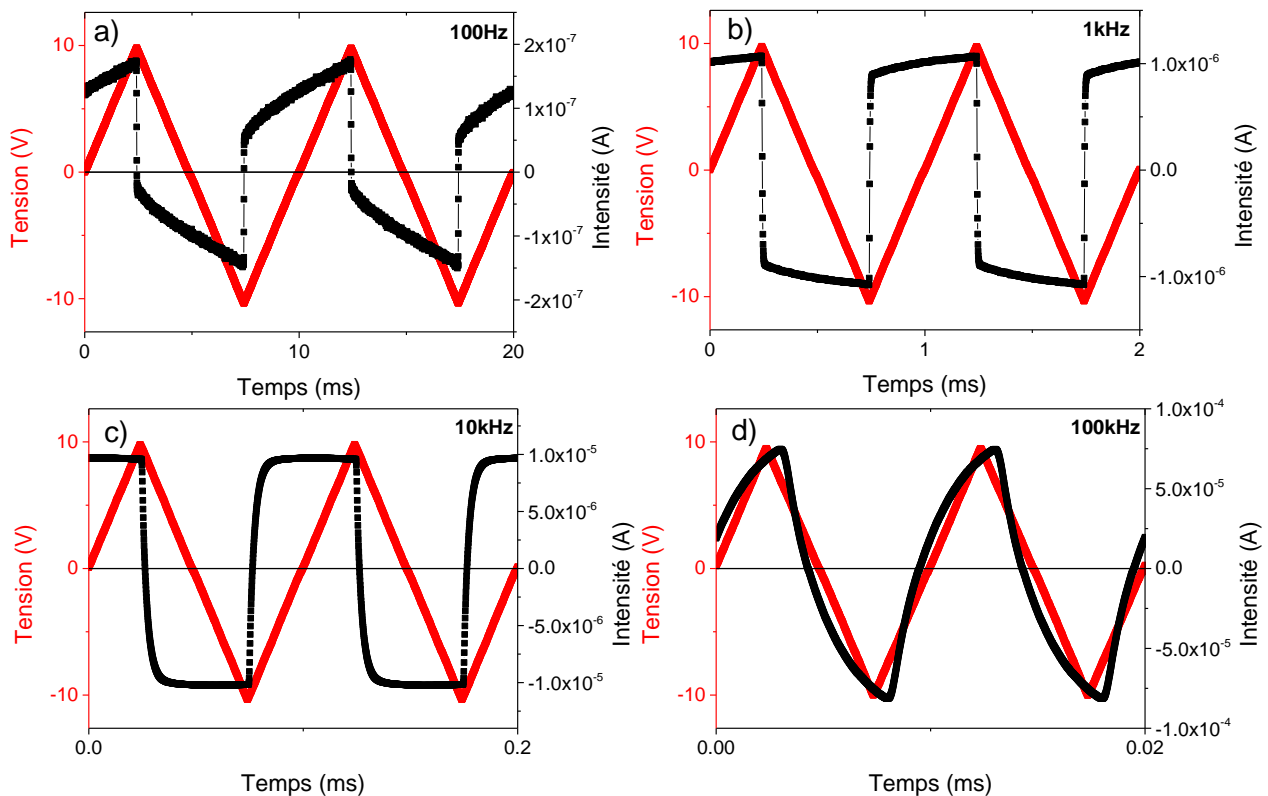 a)
100Hz
10
0
-10
Tension (V)
2x10-7
1x10-7
0
-1x10-7
-2x10-7
Intensité (A)
0
10
20
Temps (ms)
b)
1kHz
10
0
-10
Tension (V)
1.0x10-6
0.0
-1.0x10-6
Intensité (A)
0
1
2
Temps (ms)
c)
10kHz
10
0
-10
Tension (V)
1.0x10-5
5.0x10-6
0.0
-5.0x10-6
-1.0x10-5
Intensité (A)
0.0
0.2
Temps (ms)
d)
100kHz
10
0
-10
Tension (V)
1.0x10-4
5.0x10-5
0.0
-5.0x10-5
-1.0x10-4
Intensité (A)
0.00
0.02
Temps (ms)